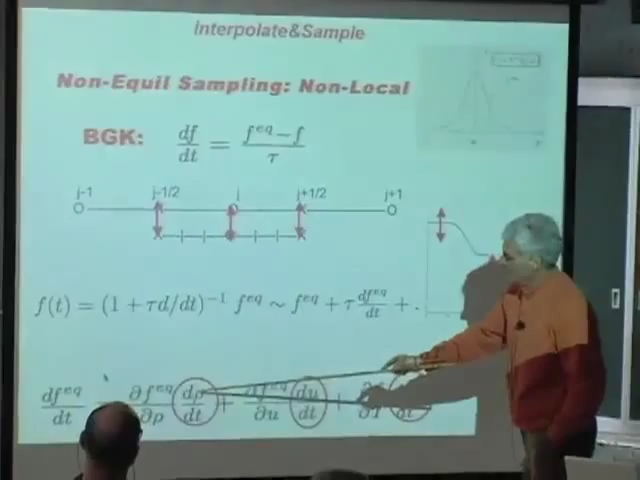 Interpolate&Sample
Non-Equil Sampling: Non-Local
BGK: df/dt = (f^eq − f)/τ
j-1 j-1/2 j j+1/2 j+1
f(t) = (1 + τd/dt)^−1 f^eq ∼ f^eq + τ df^eq/dt + .
df^eq/dt ∂f^eq/∂ρ dρ/dt + ∂f^eq/∂u du/dt +